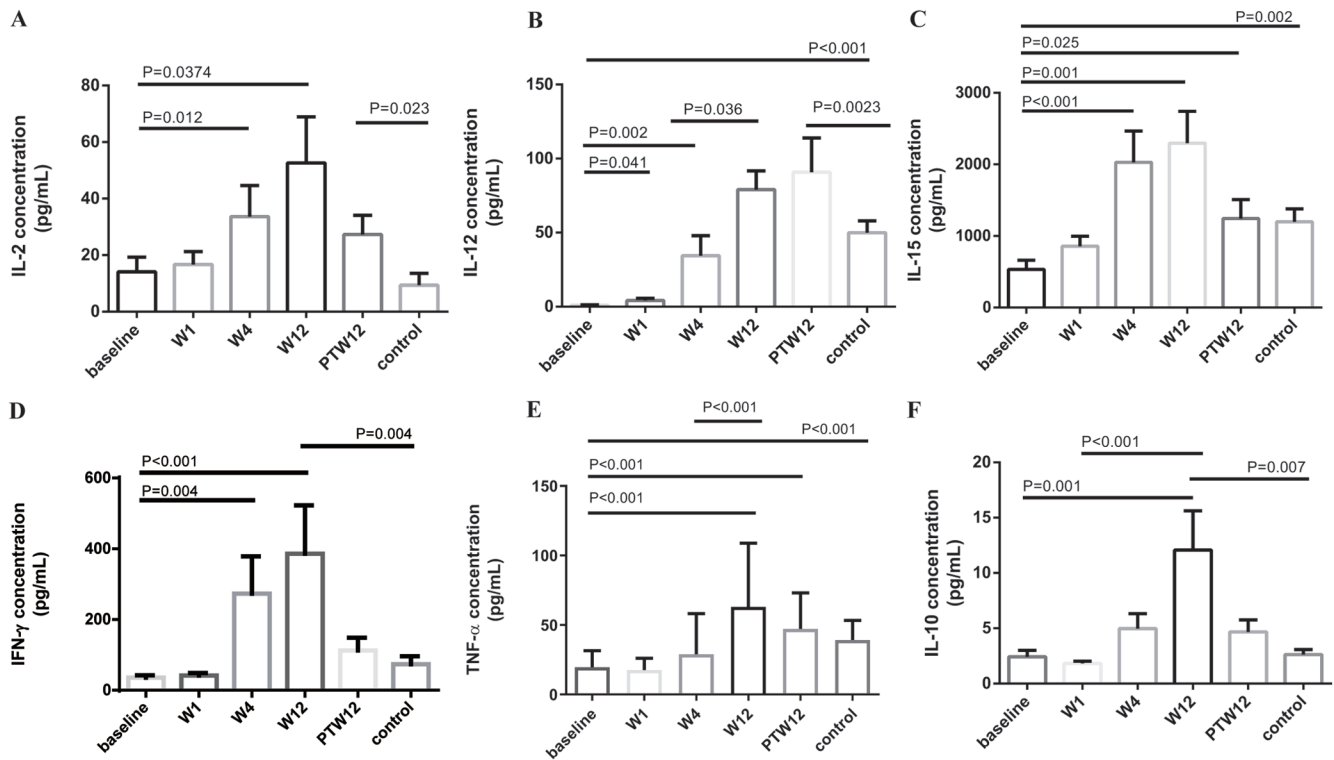 A
P=0.0374
P=0.012
P=0.023
IL-2 concentration
(pg/mL)
80
60
40
20
0
baseline
W1
W4
W12
PTW12
control
B
P<0.001
P=0.036
P=0.0023
P=0.002
P=0.041
IL-12 concentration
(pg/mL)
150
100
50
0
baseline
W1
W4
W12
PTW12
control
C
P=0.002
P=0.025
P=0.001
P<0.001
IL-15 concentration
(pg/mL)
3000
2000
1000
0
baseline
W1
W4
W12
PTW12
control
D
P=0.004
P<0.001
P=0.004
IFN-γ concentration
(pg/mL)
600
400
200
0
baseline
W1
W4
W12
PTW12
control
E
P<0.001
P<0.001
P<0.001
P<0.001
TNF-α concentration
(pg/mL)
150
100
50
0
baseline
W1
W4
W12
PTW12
control
F
P<0.001
P=0.007
P=0.001
IL-10 concentration
(pg/mL)
20
15
10
5
0
baseline
W1
W4
W12
PTW12
control